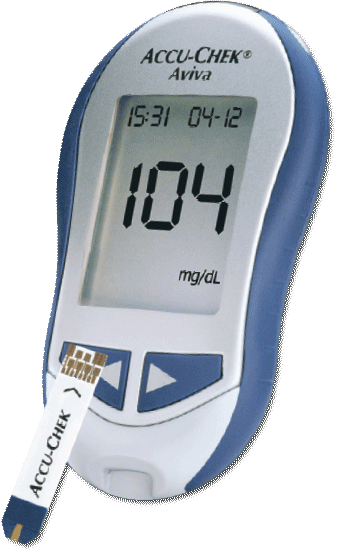 ACCU-CHEK®
Aviva
15:31 04-12
104
mg/dL
ACCU-CHEK